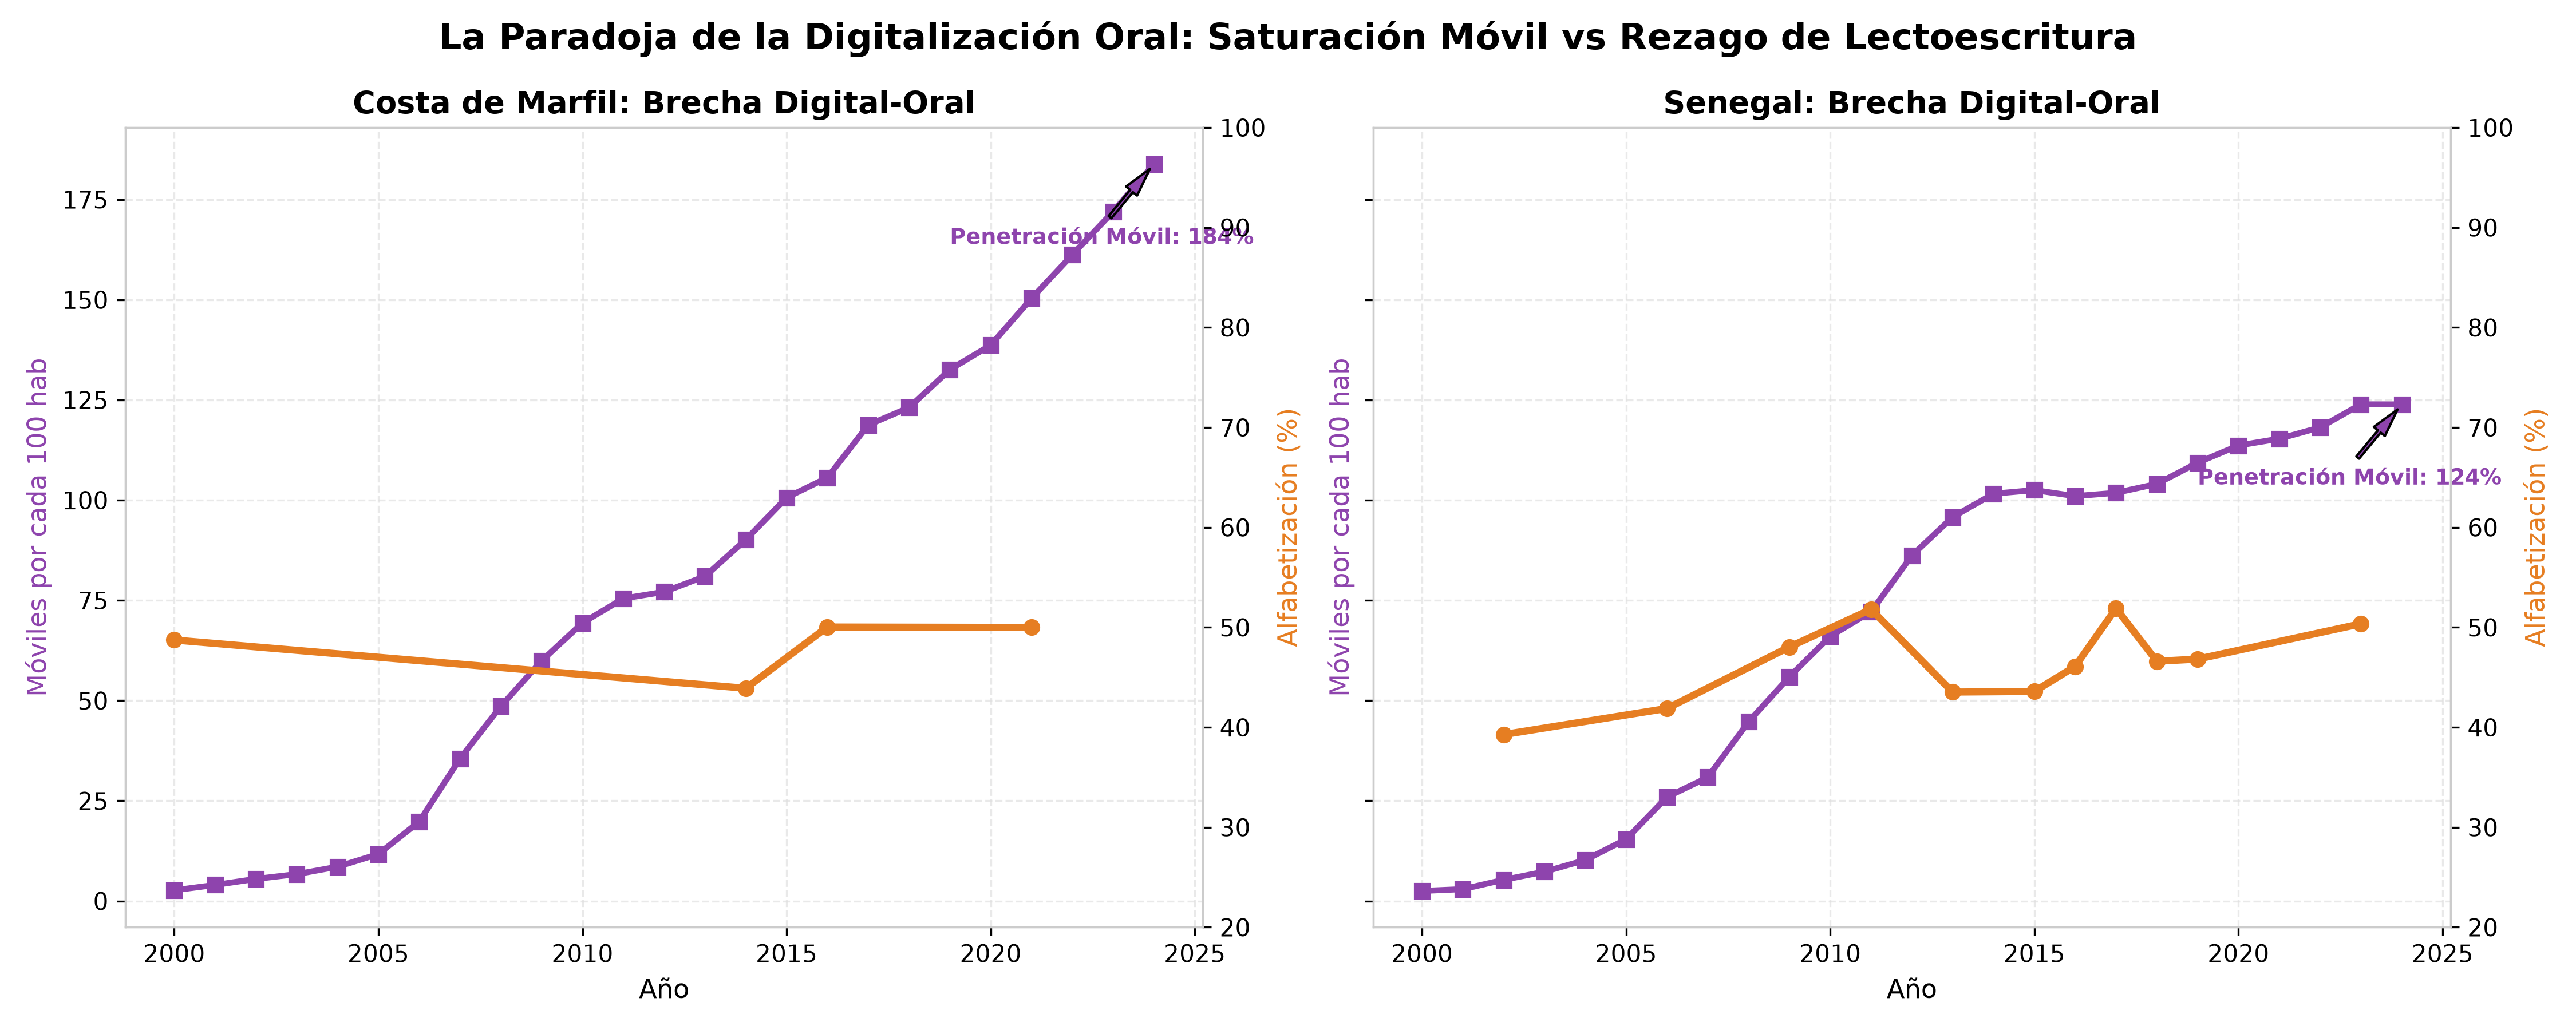 La Paradoja de la Digitalización Oral: Saturación Móvil vs Rezago de Lectoescritura
Costa de Marfil: Brecha Digital-Oral
Móviles por cada 100 hab
175
150
125
100
75
50
25
0
Penetración Móvil: 184%
100
90
80
70
60
50
40
30
20
Alfabetización (%)
2000 2005 2010 2015 2020 2025
Año
Senegal: Brecha Digital-Oral
Móviles por cada 100 hab
Penetración Móvil: 124%
100
90
80
70
60
50
40
30
20
Alfabetización (%)
2000 2005 2010 2015 2020 2025
Año